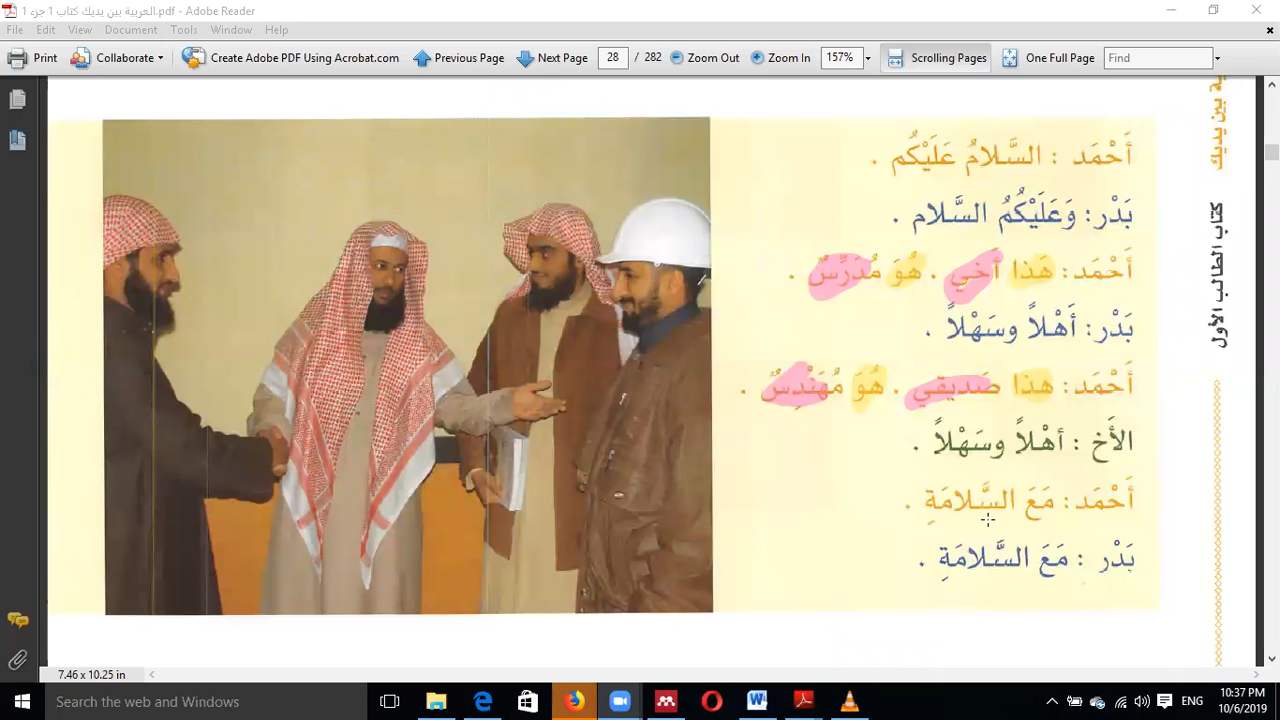 العربية بين يديك كتاب 1 جزء 1.pdf - Adobe Reader
File Edit View Document Tools Window Help
Print Collaborate Create Adobe PDF Using Acrobat.com Previous Page Next Page 28 / 282 Zoom Out Zoom In 157% Scrolling Pages One Full Page Find
أَحْمَد : السَّلامُ عَلَيْكُم .
بَدْر: وَعَلَيْكُمُ السَّلام .
أَحْمَد: هَذا أَخي . هُوَ مُدَرِّسٌ .
بَدْر: أَهْلاً وسَهْلاً .
أَحْمَد: هذا صَديقي . هُوَ مُهَنْدِسٌ .
الأَخ : أهْلاً وسَهْلاً .
أَحْمَد: مَعَ السَّلامَةِ .
بَدْر : مَعَ السَّلامَةِ .
ية بين يديك
كتاب الطالب الأول
7.46 x 10.25 in
Search the web and Windows
ENG
10:37 PM
10/6/2019